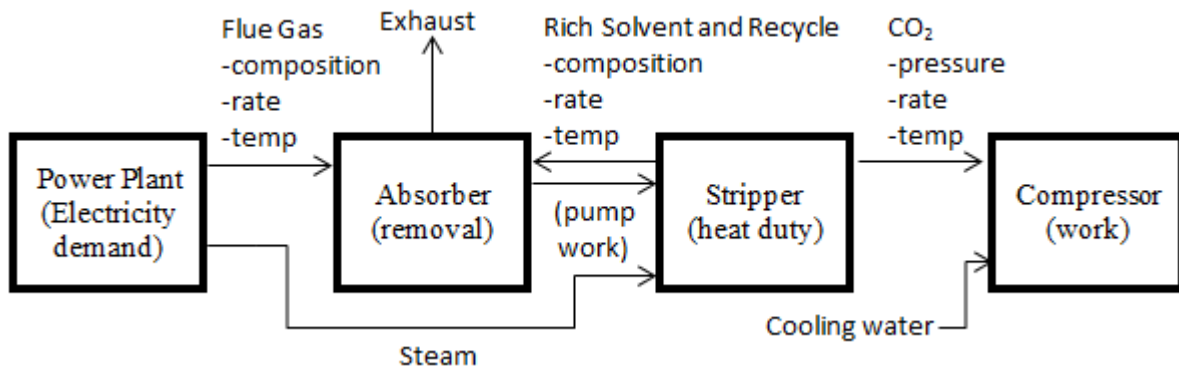 Flue Gas
-composition
-rate
-temp
Exhaust
Rich Solvent and Recycle
-composition
-rate
-temp
CO₂
-pressure
-rate
-temp
Power Plant
(Electricity
demand)
Absorber
(removal)
(pump
work)
Stripper
(heat duty)
Compressor
(work)
Steam
Cooling water